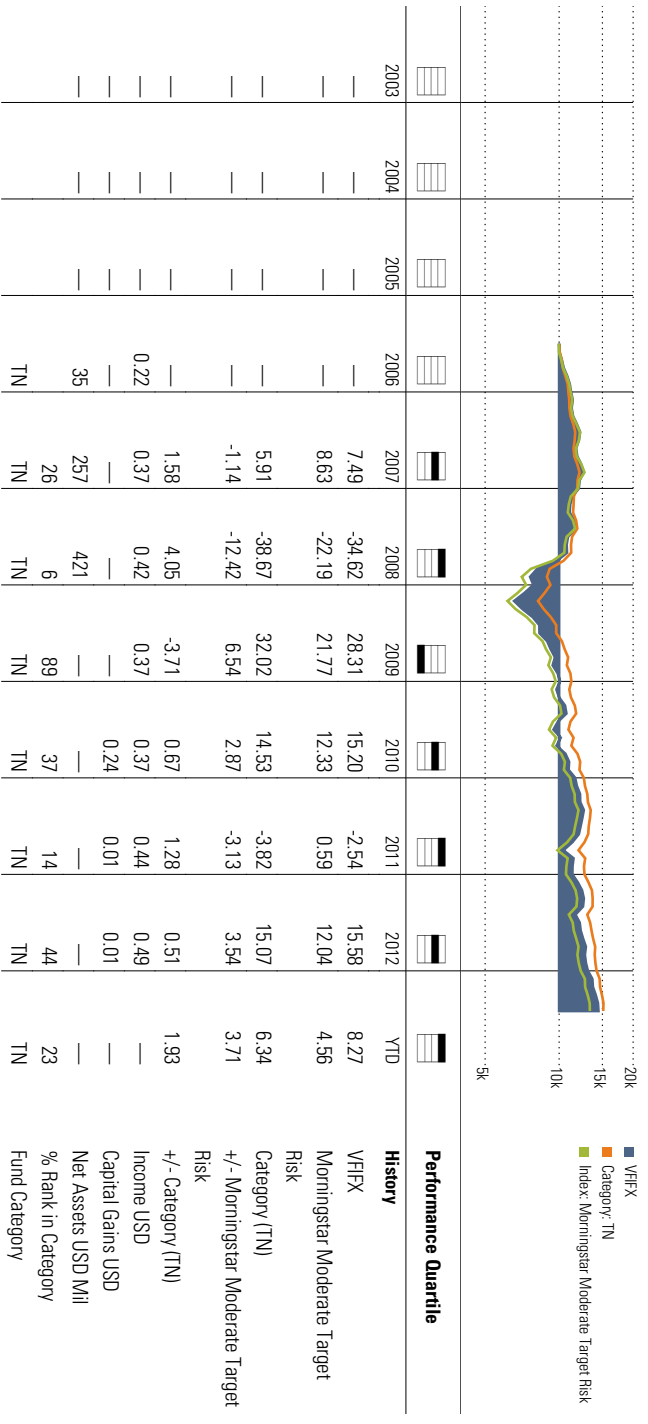 VFIFX
Category: TN
Index: Morningstar Moderate Target Risk
20k
15k
10k
5k
Performance Quartile
2003 2004 2005 2006 2007 2008 2009 2010 2011 2012 YTD History
— — — — 7.49 -34.62 28.31 15.20 -2.54 15.58 8.27 VFIFX
— — — — 8.63 -22.19 21.77 12.33 0.59 12.04 4.56 Morningstar Moderate Target
Risk
— — — — 5.91 -38.67 32.02 14.53 -3.82 15.07 6.34 Category (TN)
— — — — -1.14 -12.42 6.54 2.87 -3.13 3.54 3.71 +/- Morningstar Moderate Target
Risk
— — — — 1.58 4.05 -3.71 0.67 1.28 0.51 1.93 +/- Category (TN)
— — — 0.22 0.37 0.42 0.37 0.37 0.44 0.49 — Income USD
— — — — — — — 0.24 0.01 0.01 — Capital Gains USD
— — — 35 257 421 — — — — — Net Assets USD Mil
26 6 89 37 14 44 23 % Rank in Category
TN TN TN TN TN TN TN TN Fund Category